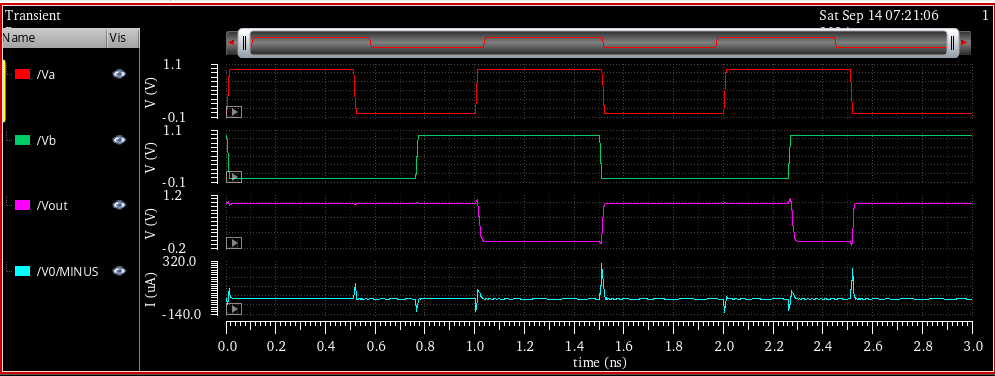 Transient
Sat Sep 14 07:21:06
1
Name
Vis
/Va
/Vb
/Vout
/V0/MINUS
1.1
V (V)
-0.1
1.1
V (V)
-0.1
1.2
V (V)
-0.2
320.0
I (uA)
-140.0
0.0 0.2 0.4 0.6 0.8 1.0 1.2 1.4 1.6 1.8 2.0 2.2 2.4 2.6 2.8 3.0
time (ns)